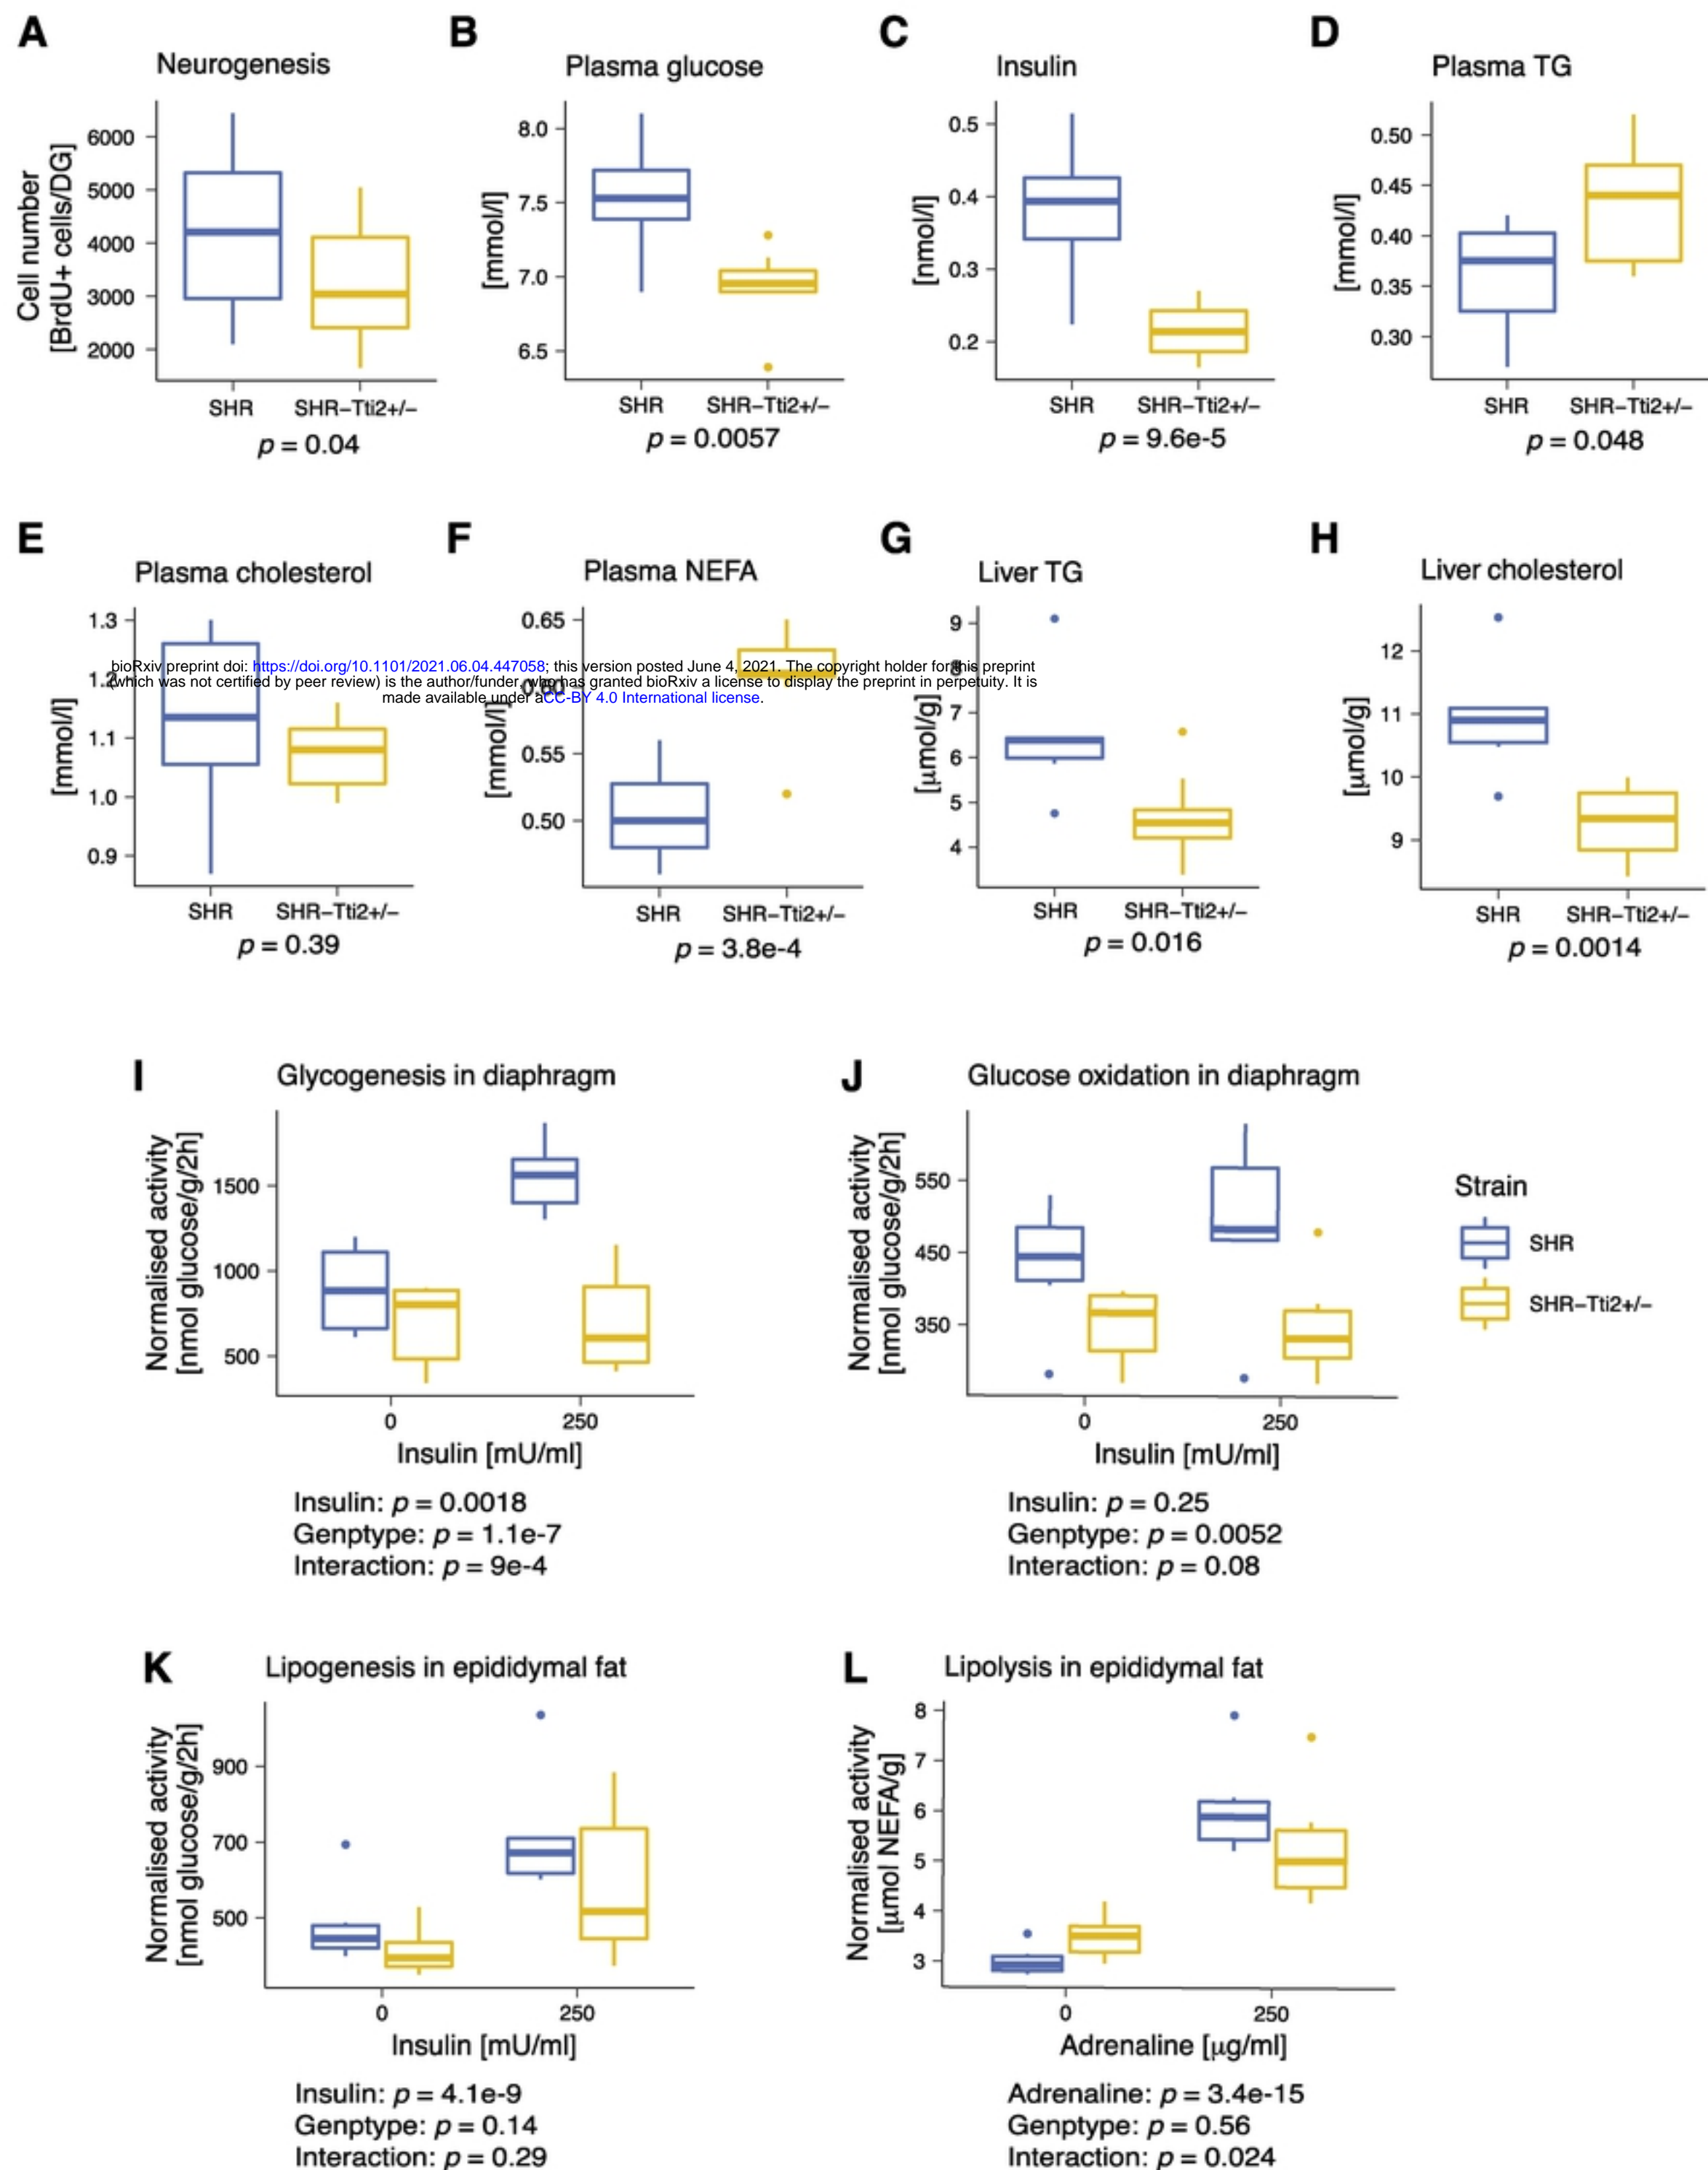 A
Neurogenesis
Cell number
[BrdU+ cells/DG]
6000
5000
4000
3000
2000
SHR
SHR–Tti2+/–
p = 0.04
B
Plasma glucose
[mmol/l]
8.0
7.5
7.0
6.5
SHR
SHR–Tti2+/–
p = 0.0057
C
Insulin
[nmol/l]
0.5
0.4
0.3
0.2
SHR
SHR–Tti2+/–
p = 9.6e-5
D
Plasma TG
[mmol/l]
0.50
0.45
0.40
0.35
0.30
SHR
SHR–Tti2+/–
p = 0.048
E
Plasma cholesterol
[mmol/l]
1.3
1.2
1.1
1.0
0.9
SHR
SHR–Tti2+/–
p = 0.39
F
Plasma NEFA
[mmol/l]
0.65
0.60
0.55
0.50
SHR
SHR–Tti2+/–
p = 3.8e-4
G
Liver TG
[μmol/g]
9
8
7
6
5
4
SHR
SHR–Tti2+/–
p = 0.016
H
Liver cholesterol
[μmol/g]
12
11
10
9
SHR
SHR–Tti2+/–
p = 0.0014
bioRxiv preprint doi: https://doi.org/10.1101/2021.06.04.447058; this version posted June 4, 2021. The copyright holder for this preprint
(which was not certified by peer review) is the author/funder, who has granted bioRxiv a license to display the preprint in perpetuity. It is
made available under aCC-BY 4.0 International license.
I
Glycogenesis in diaphragm
Normalised activity
[nmol glucose/g/2h]
1500
1000
500
0
250
Insulin [mU/ml]
Insulin: p = 0.0018
Genptype: p = 1.1e-7
Interaction: p = 9e-4
J
Glucose oxidation in diaphragm
Normalised activity
[nmol glucose/g/2h]
550
450
350
0
250
Insulin [mU/ml]
Insulin: p = 0.25
Genptype: p = 0.0052
Interaction: p = 0.08
Strain
SHR
SHR–Tti2+/–
K
Lipogenesis in epididymal fat
Normalised activity
[nmol glucose/g/2h]
900
700
500
0
250
Insulin [mU/ml]
Insulin: p = 4.1e-9
Genptype: p = 0.14
Interaction: p = 0.29
L
Lipolysis in epididymal fat
Normalised activity
[μmol NEFA/g]
8
7
6
5
4
3
0
250
Adrenaline [μg/ml]
Adrenaline: p = 3.4e-15
Genptype: p = 0.56
Interaction: p = 0.024